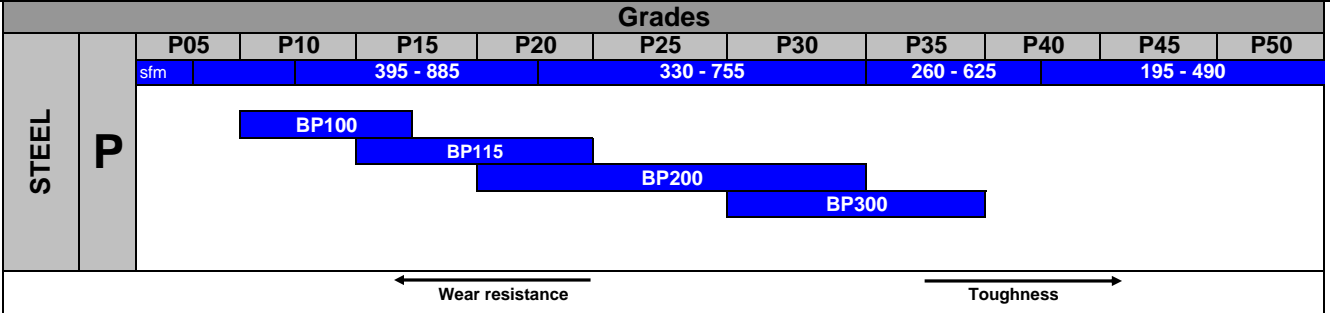 Grades
P05 P10 P15 P20 P25 P30 P35 P40 P45 P50
sfm 395 - 885 330 - 755 260 - 625 195 - 490
STEEL
P
BP100
BP115
BP200
BP300
Wear resistance Toughness